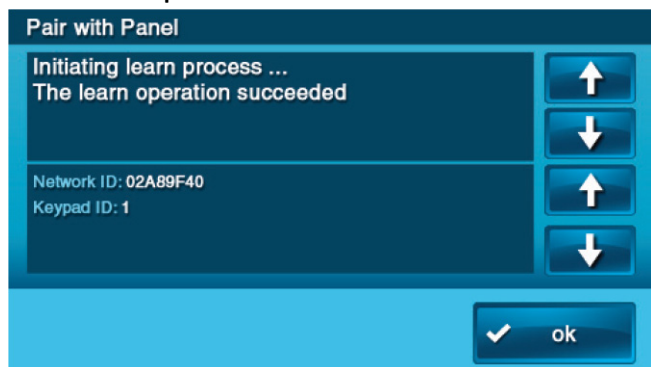 Pair with Panel
Initiating learn process ...
The learn operation succeeded
Network ID: 02A89F40
Keypad ID: 1
ok